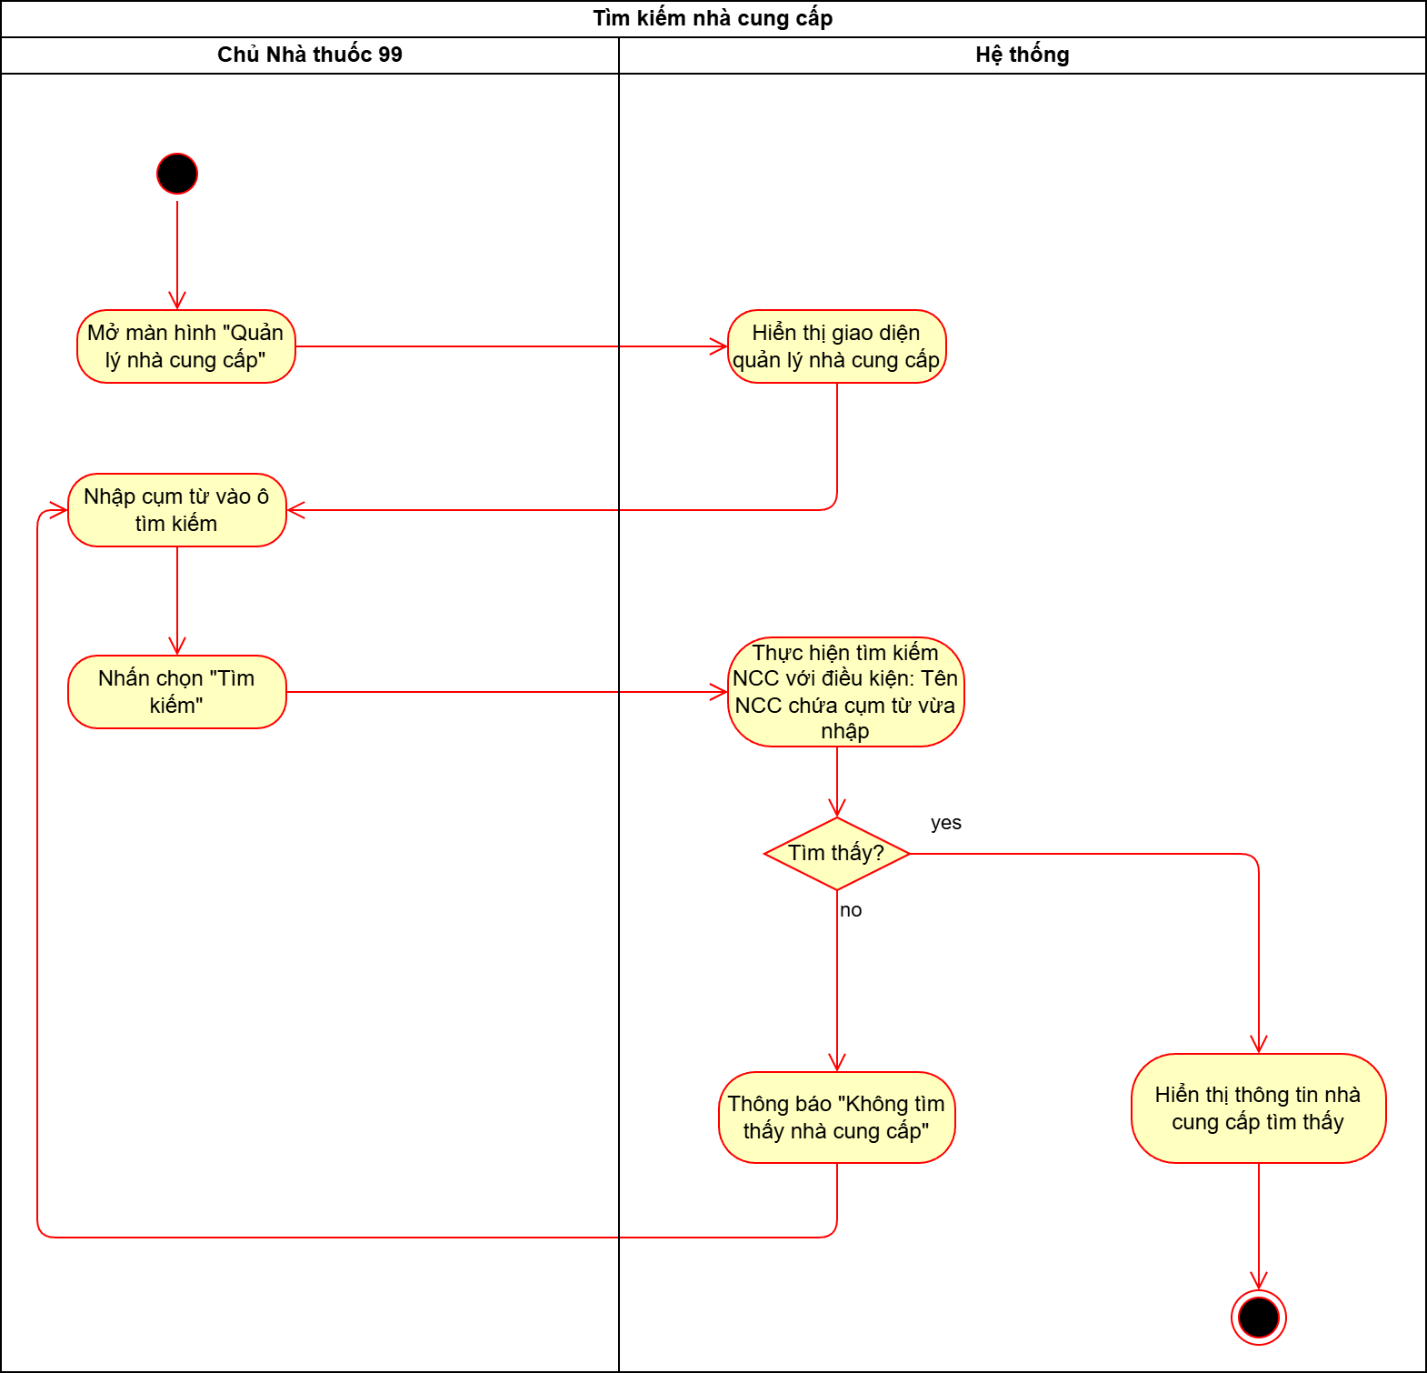 Tìm kiếm nhà cung cấp
Chủ Nhà thuốc 99
Hệ thống
Mở màn hình "Quản
lý nhà cung cấp"
Hiển thị giao diện
quản lý nhà cung cấp
Nhập cụm từ vào ô
tìm kiếm
Nhấn chọn "Tìm
kiếm"
Thực hiện tìm kiếm
NCC với điều kiện: Tên
NCC chứa cụm từ vừa
nhập
Tìm thấy?
yes
no
Thông báo "Không tìm
thấy nhà cung cấp"
Hiển thị thông tin nhà
cung cấp tìm thấy